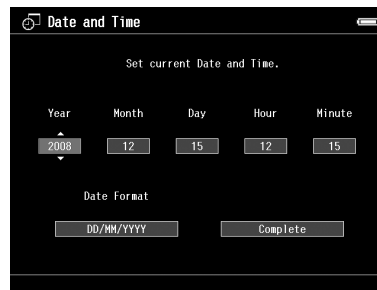 Date and Time
Set current Date and Time.
Year Month Day Hour Minute
2008 12 15 12 15
Date Format
DD/MM/YYYY Complete